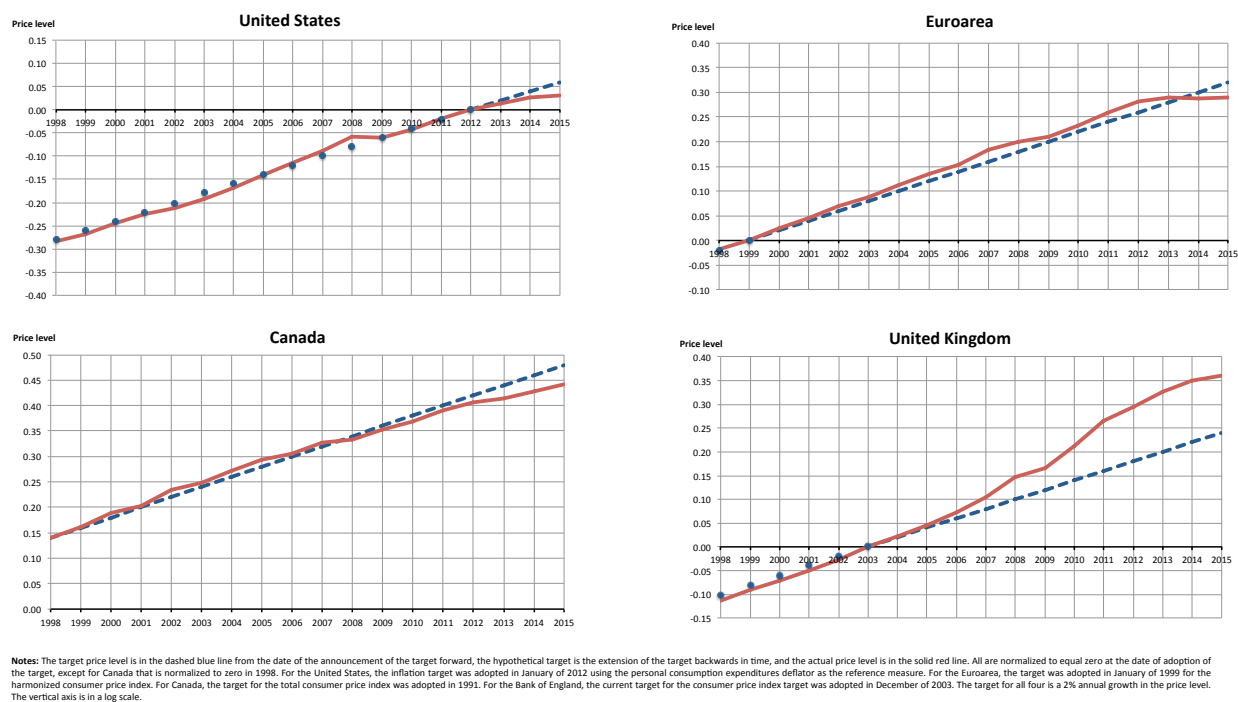 United States
Price level
0.15
0.10
0.05
0.00
-0.05
-0.10
-0.15
-0.20
-0.25
-0.30
-0.35
-0.40
1998 1999 2000 2001 2002 2003 2004 2005 2006 2007 2008 2009 2010 2011 2012 2013 2014 2015
Euroarea
Price level
0.40
0.35
0.30
0.25
0.20
0.15
0.10
0.05
0.00
-0.05
-0.10
1998 1999 2000 2001 2002 2003 2004 2005 2006 2007 2008 2009 2010 2011 2012 2013 2014 2015
Canada
Price level
0.50
0.45
0.40
0.35
0.30
0.25
0.20
0.15
0.10
0.05
0.00
1998 1999 2000 2001 2002 2003 2004 2005 2006 2007 2008 2009 2010 2011 2012 2013 2014 2015
United Kingdom
Price level
0.40
0.35
0.30
0.25
0.20
0.15
0.10
0.05
0.00
-0.05
-0.10
-0.15
1998 1999 2000 2001 2002 2003 2004 2005 2006 2007 2008 2009 2010 2011 2012 2013 2014 2015
Notes: The target price level is in the dashed blue line from the date of the announcement of the target forward, the hypothetical target is the extension of the target backwards in time, and the actual price level is in the solid red line. All are normalized to equal zero at the date of adoption of
the target, except for Canada that is normalized to zero in 1998. For the United States, the inflation target was adopted in January of 2012 using the personal consumption expenditures deflator as the reference measure. For the Euroarea, the target was adopted in January of 1999 for the
harmonized consumer price index. For Canada, the target for the total consumer price index was adopted in 1991. For the Bank of England, the current target for the consumer price index target was adopted in December of 2003. The target for all four is a 2% annual growth in the price level.
The vertical axis is in a log scale.